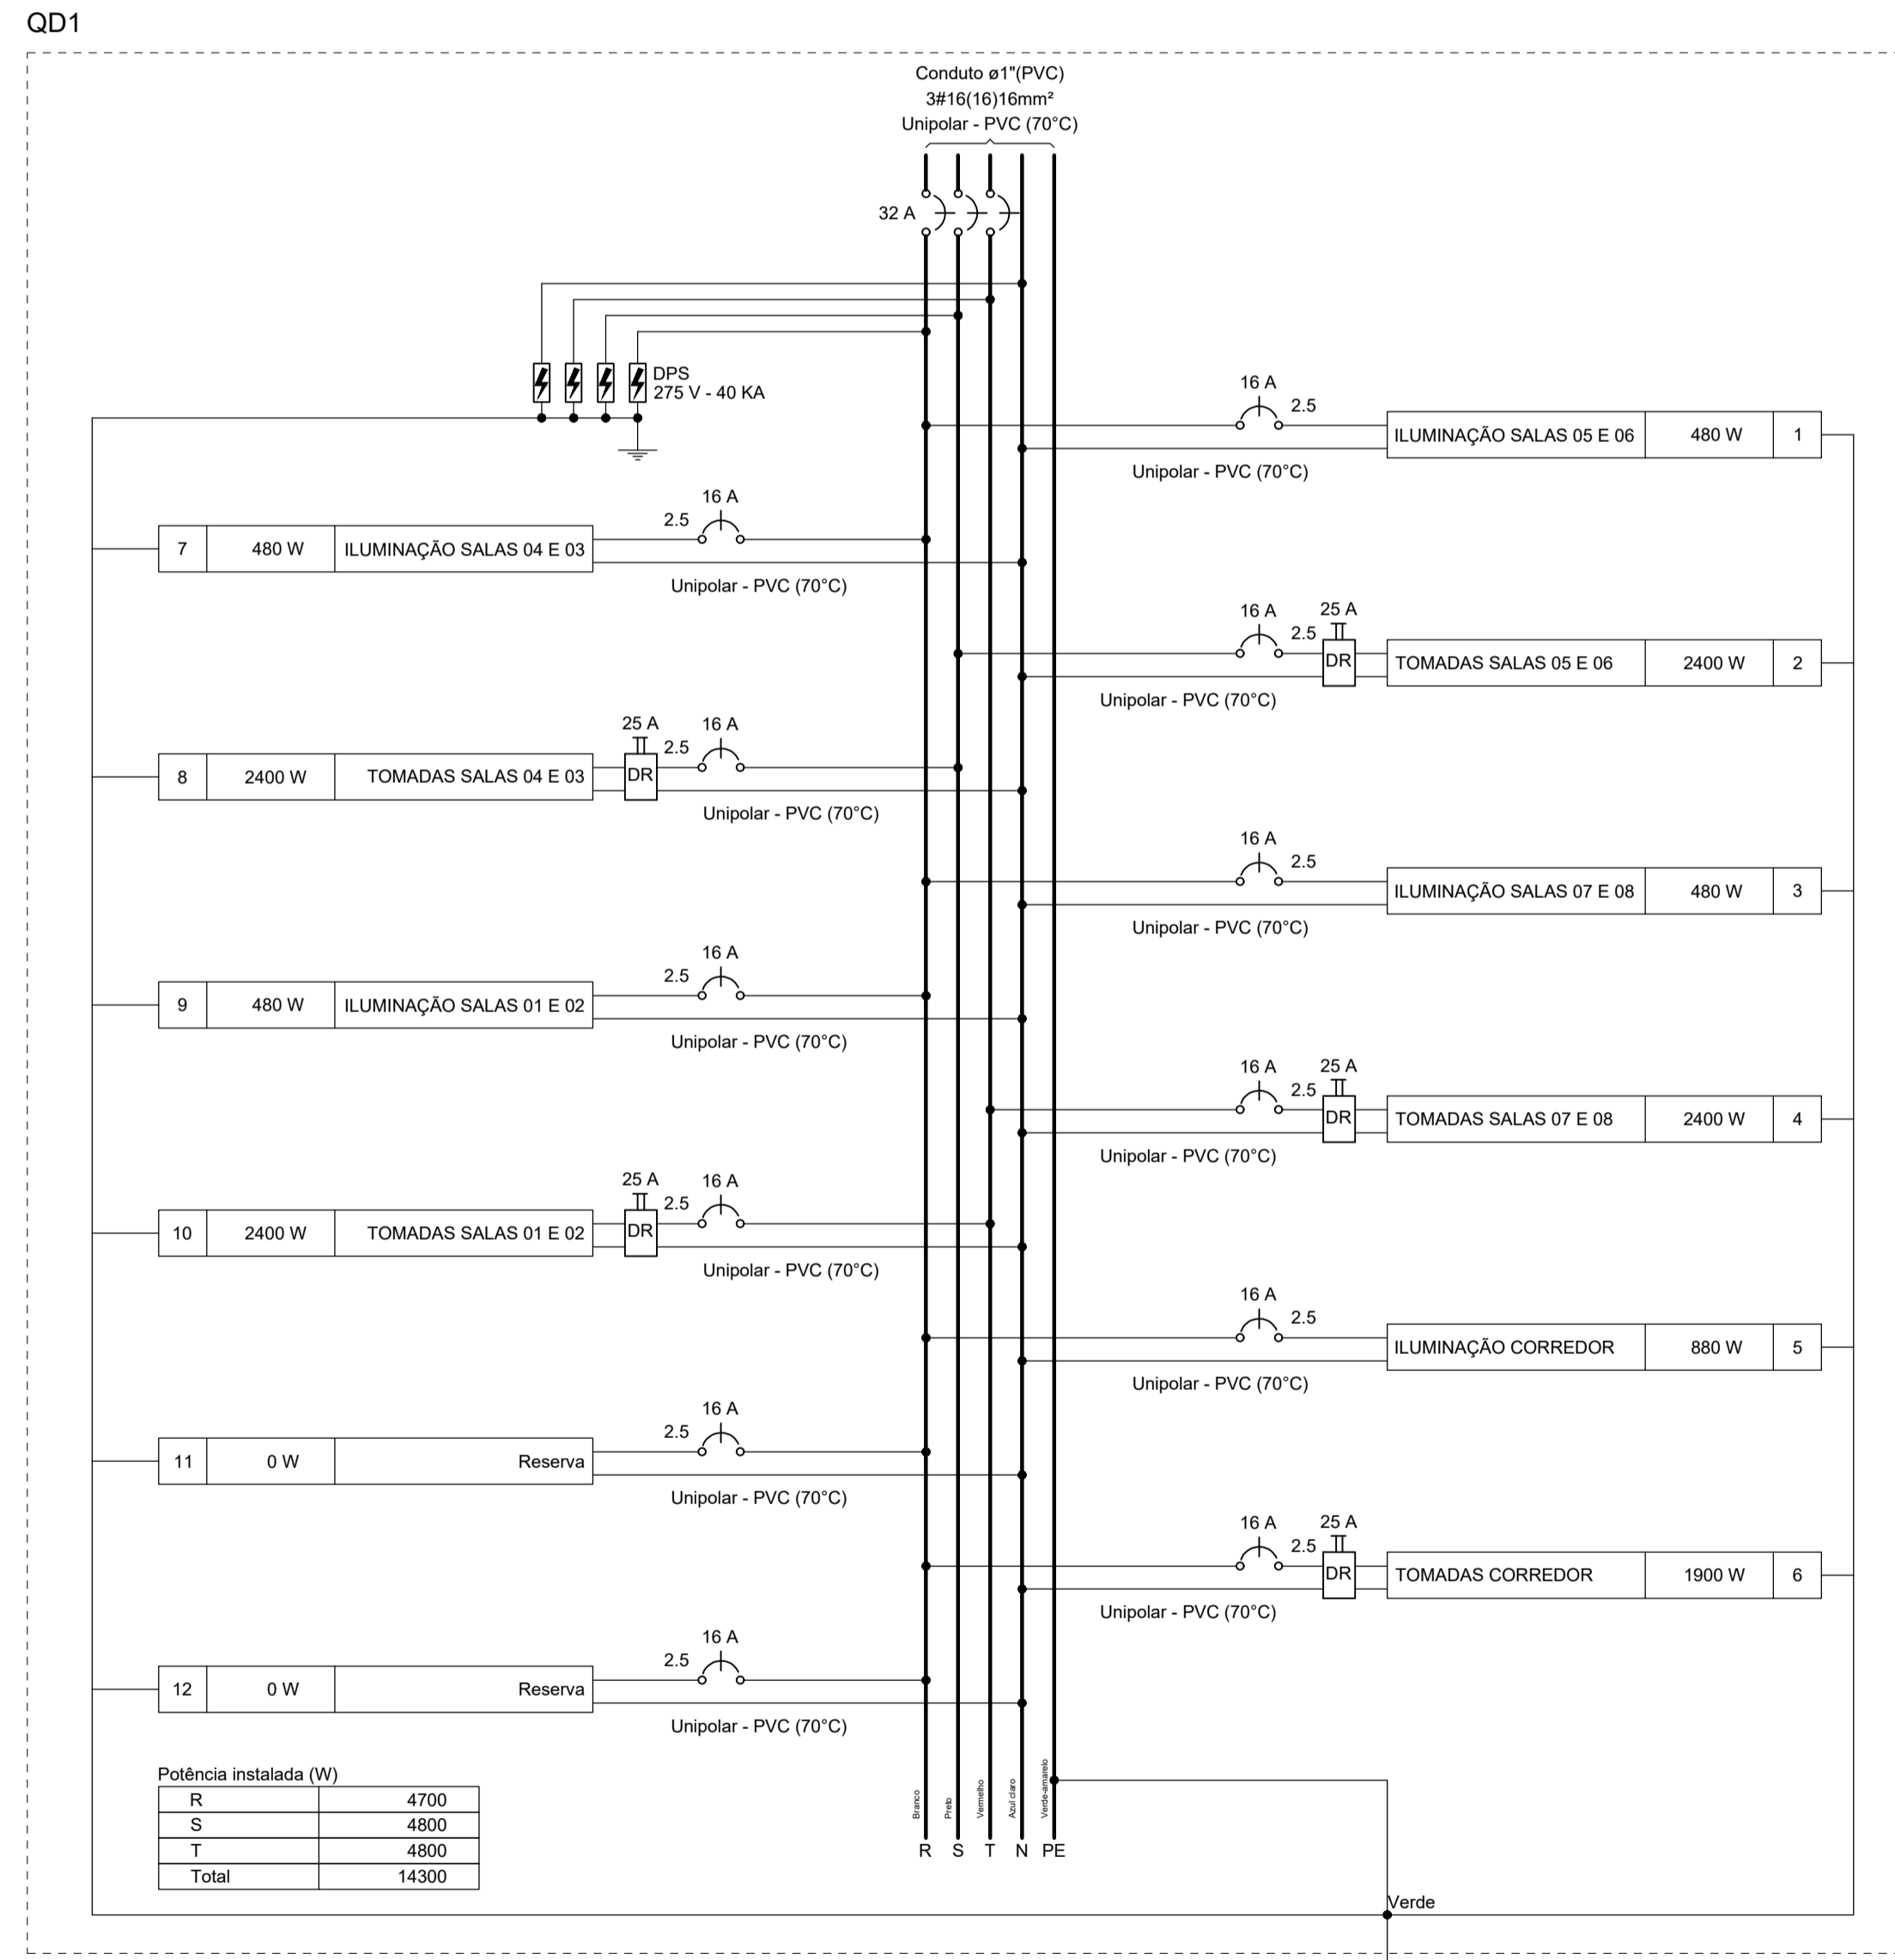 QD1
Conduto ø1"(PVC)
3#16(16)16mm²
Unipolar - PVC (70°C)
32 A
DPS
275 V - 40 KA
16 A
2.5
ILUMINAÇÃO SALAS 05 E 06 480 W 1
Unipolar - PVC (70°C)
16 A
2.5
7 480 W ILUMINAÇÃO SALAS 04 E 03
Unipolar - PVC (70°C)
16 A 25 A
2.5
DR
TOMADAS SALAS 05 E 06 2400 W 2
Unipolar - PVC (70°C)
25 A 16 A
2.5
8 2400 W TOMADAS SALAS 04 E 03 DR
Unipolar - PVC (70°C)
16 A
2.5
ILUMINAÇÃO SALAS 07 E 08 480 W 3
Unipolar - PVC (70°C)
16 A
2.5
9 480 W ILUMINAÇÃO SALAS 01 E 02
Unipolar - PVC (70°C)
16 A 25 A
2.5
DR
TOMADAS SALAS 07 E 08 2400 W 4
Unipolar - PVC (70°C)
25 A 16 A
2.5
10 2400 W TOMADAS SALAS 01 E 02 DR
Unipolar - PVC (70°C)
16 A
2.5
ILUMINAÇÃO CORREDOR 880 W 5
Unipolar - PVC (70°C)
16 A
2.5
11 0 W Reserva
Unipolar - PVC (70°C)
16 A 25 A
2.5
DR
TOMADAS CORREDOR 1900 W 6
Unipolar - PVC (70°C)
16 A
2.5
12 0 W Reserva
Unipolar - PVC (70°C)
Potência instalada (W)
R 4700
S 4800
T 4800
Total 14300
Branco
Preto
Vermelho
Azul claro
Verde-amarelo
R S T N PE
Verde